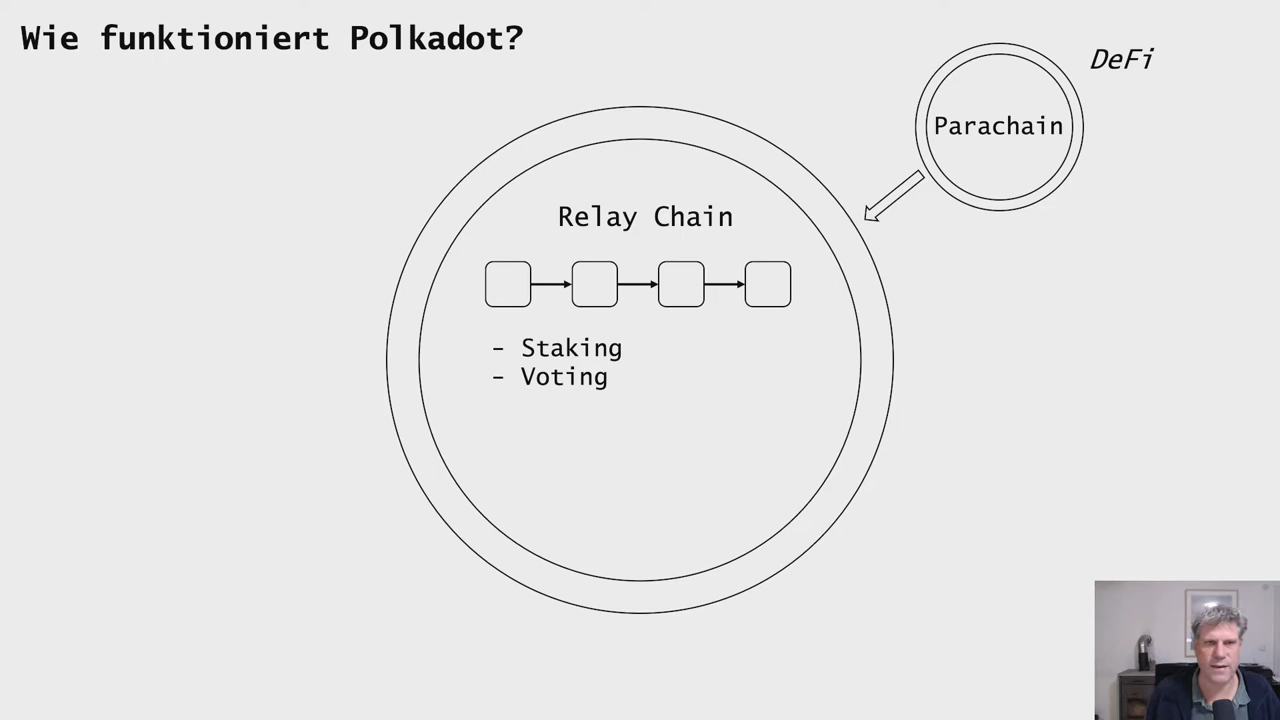 Wie funktioniert Polkadot?
DeFi
Parachain
Relay Chain
- Staking
- Voting